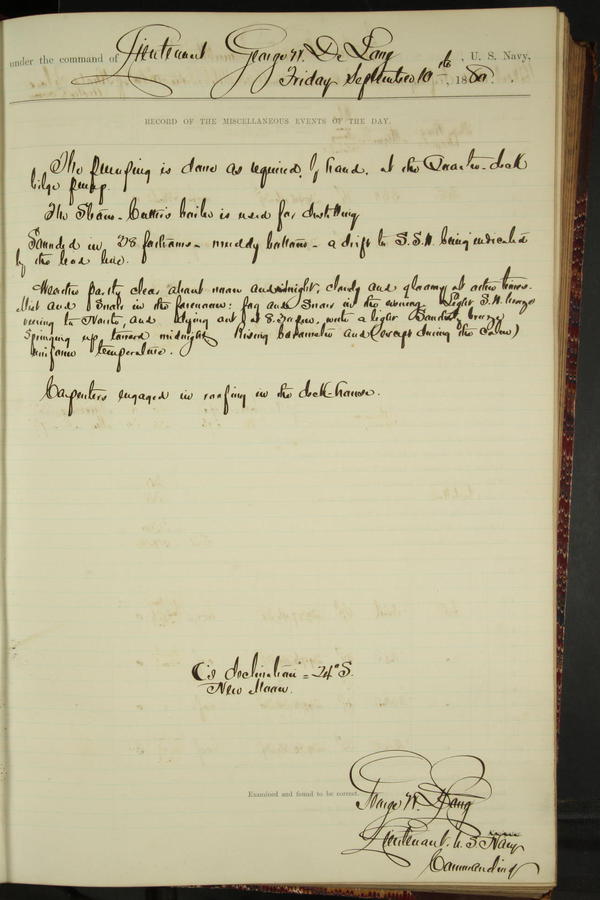 under the command of Lieutenant George W. De Long, U. S. Navy,
Friday September 10th, 1880.
RECORD OF THE MISCELLANEOUS EVENTS OF THE DAY.
The pumping is done as required, by hand, at the Quarter-deck
bilge pump.
The Steam-Cutter's boiler is used for distilling
Sounded in 28 fathoms - muddy bottom - a drift to S.S.W. being indicated
by the lead line.
Weather partly clear about noon and midnight, cloudy and gloomy at other times.
Mist and snow in the forenoon: fog and snow in the evening. Light S.W. breeze
veering to North, and dying out at 8.30 p.m., with a light breeze
springing up toward midnight. Rising barometer and (except during the calm)
uniform temperature.
Carpenters engaged in roofing in the deck-house.
☾'s declination = 24° S.
New Moon.
Examined and found to be correct.
George W. De Long
Lieutenant U. S. Navy
Commanding